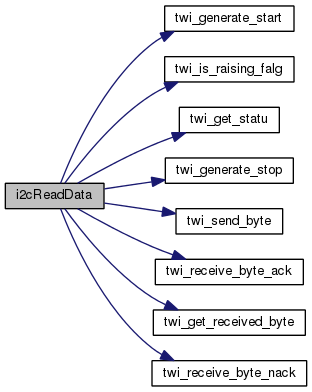 twi_generate_start
twi_is_raising_falg
twi_get_statu
twi_generate_stop
i2cReadData
twi_send_byte
twi_receive_byte_ack
twi_get_received_byte
twi_receive_byte_nack